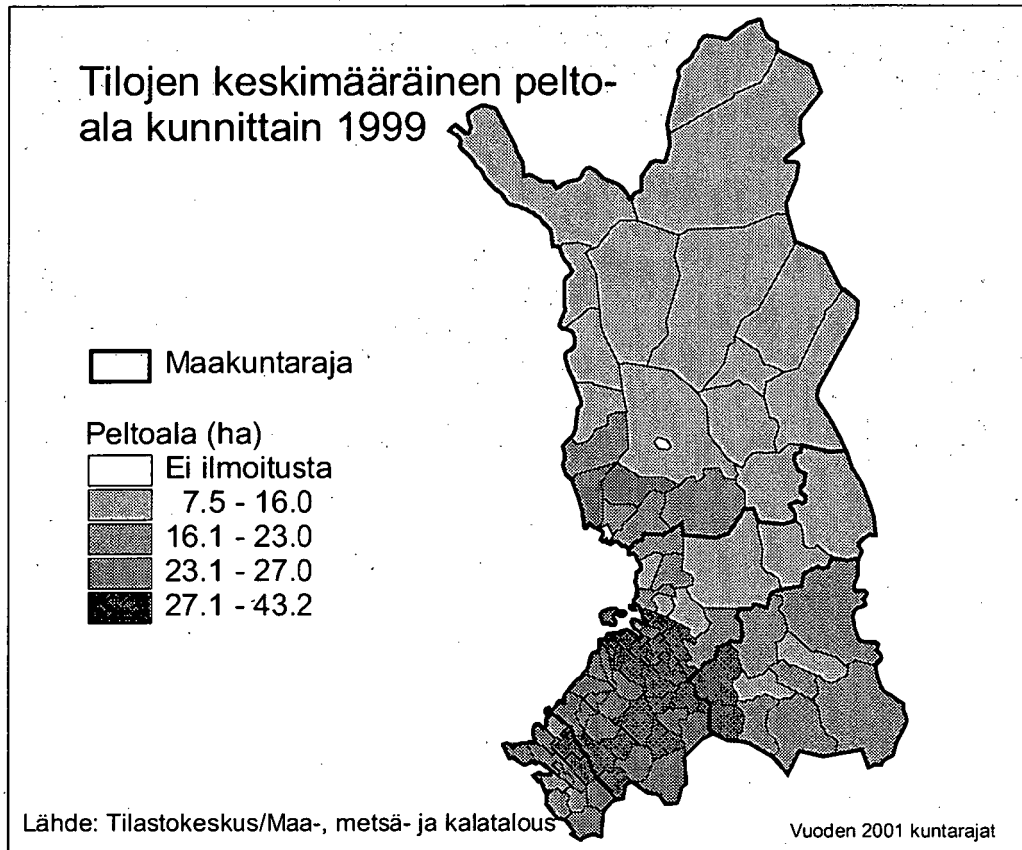 Tilojen keskimääräinen pelto-
ala kunnittain 1999
Maakuntaraja
Peltoala (ha)
Ei ilmoitusta
7.5 - 16.0
16.1 - 23.0
23.1 - 27.0
27.1 - 43.2
Lähde: Tilastokeskus/Maa-, metsä- ja kalatalous
Vuoden 2001 kuntarajat